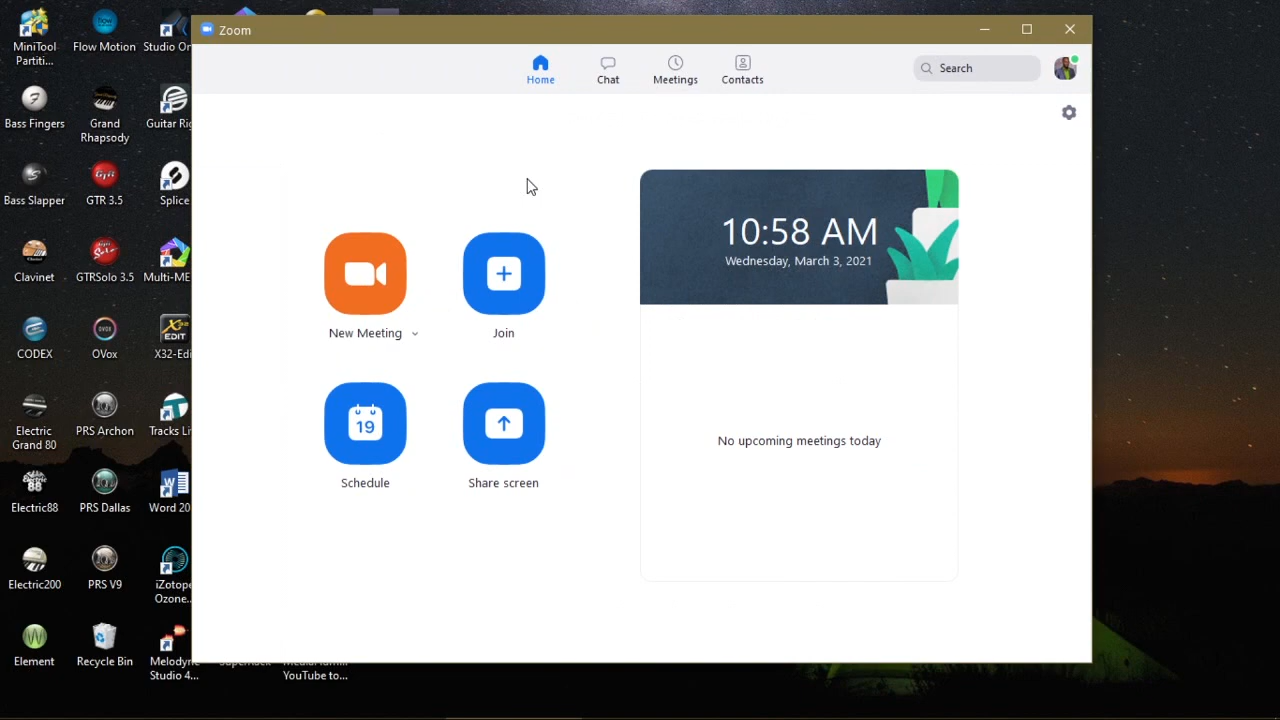 MiniTool
Partiti...
Flow Motion
Studio On
Bass Fingers
Grand
Rhapsody
Guitar Rig
Bass Slapper
GTR 3.5
Splice
Clavinet
GTRSolo 3.5
Multi-ME
CODEX
OVox
X32-Edi
Electric
Grand 80
PRS Archon
Tracks Li
Electric88
PRS Dallas
Word 20
Electric200
PRS V9
iZotope
Ozone...
Element
Recycle Bin
Melodyne
Studio 4...
YouTube to...
Zoom
Home
Chat
Meetings
Contacts
Search
New Meeting
Join
19
Schedule
Share screen
10:58 AM
Wednesday, March 3, 2021
No upcoming meetings today